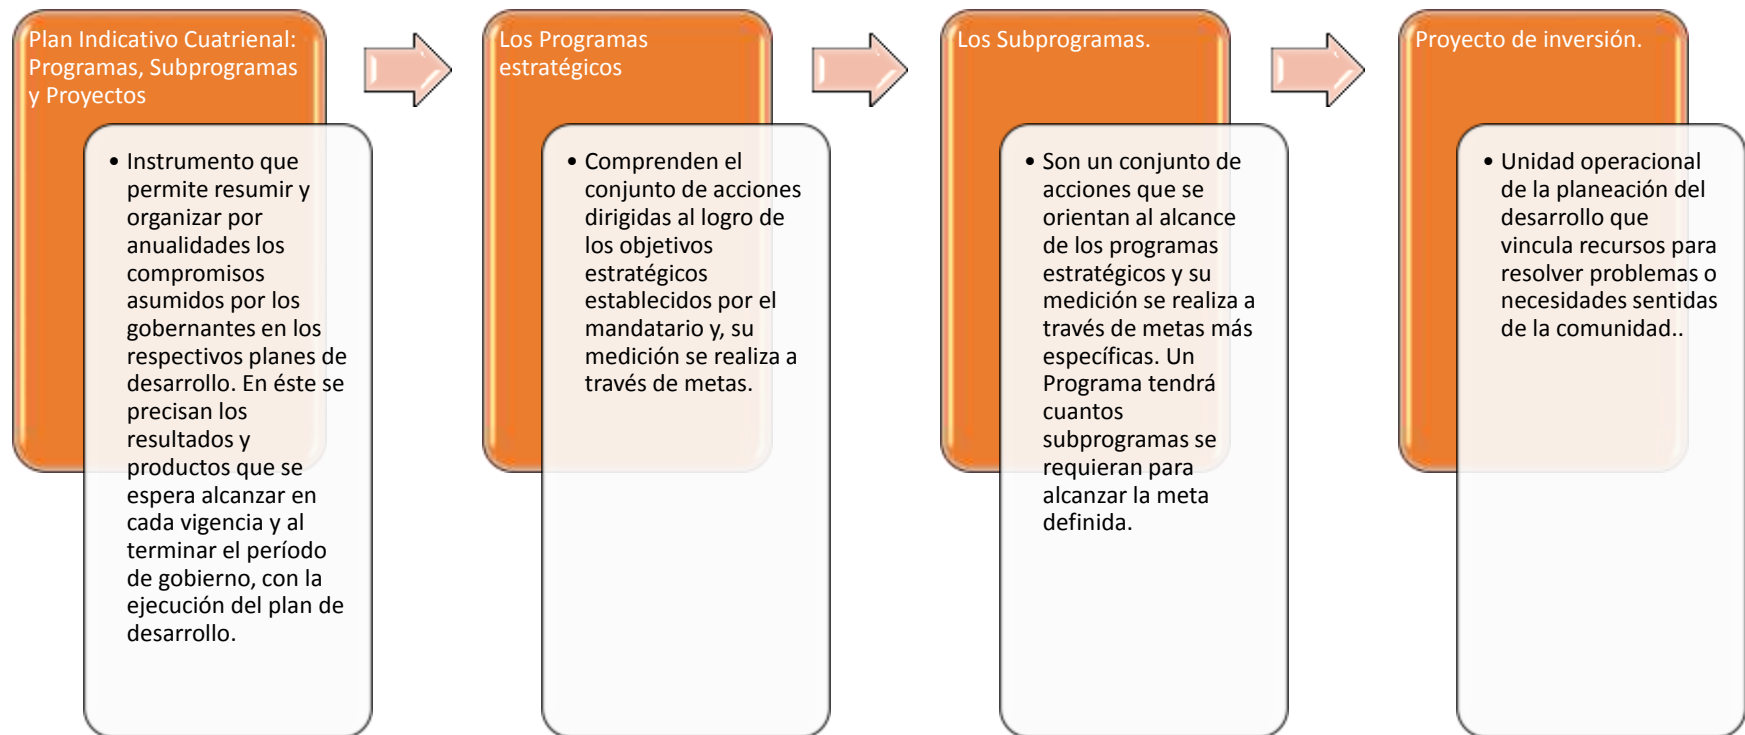 Plan Indicativo Cuatrienal:
Programas, Subprogramas
y Proyectos
• Instrumento que
permite resumir y
organizar por
anualidades los
compromisos
asumidos por los
gobernantes en los
respectivos planes de
desarrollo. En éste se
precisan los
resultados y
productos que se
espera alcanzar en
cada vigencia y al
terminar el período
de gobierno, con la
ejecución del plan de
desarrollo.
Los Programas
estratégicos
• Comprenden el
conjunto de acciones
dirigidas al logro de
los objetivos
estratégicos
establecidos por el
mandatario y, su
medición se realiza a
través de metas.
Los Subprogramas.
• Son un conjunto de
acciones que se
orientan al alcance
de los programas
estratégicos y su
medición se realiza a
través de metas más
específicas. Un
Programa tendrá
cuantos
subprogramas se
requieran para
alcanzar la meta
definida.
Proyecto de inversión.
• Unidad operacional
de la planeación del
desarrollo que
vincula recursos para
resolver problemas o
necesidades sentidas
de la comunidad..